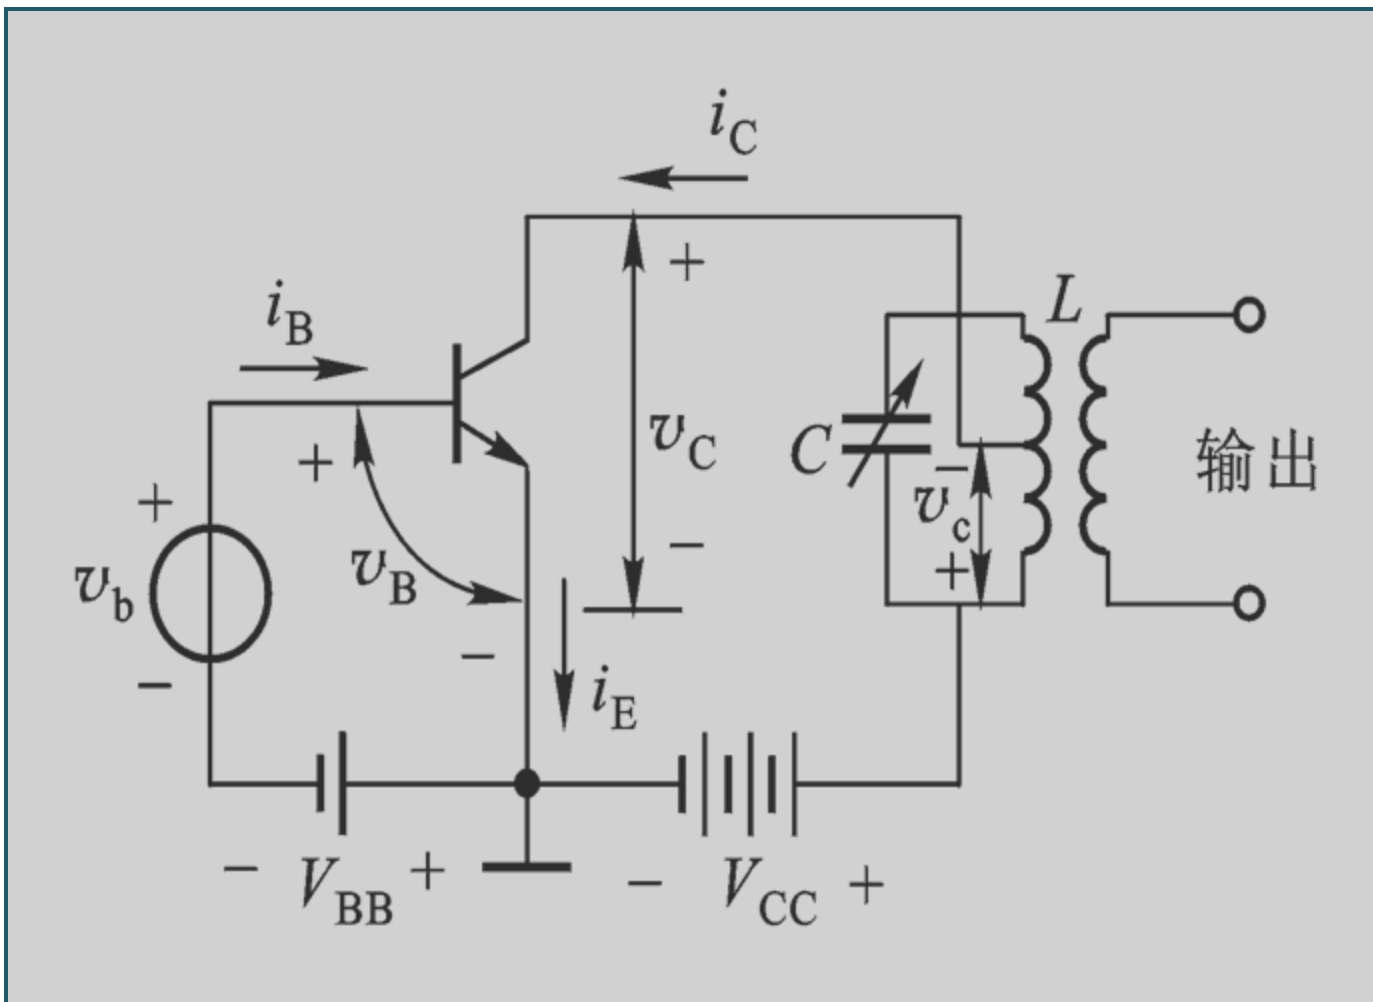 i_C
+
i_B
L
+
v_C
C
输出
−
+
v_c
−
v_B
+
v_b
−
−
i_E
− V_BB +
− V_CC +